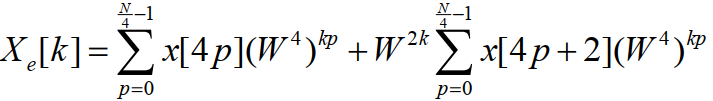 $X_e[k] = \sum_{p=0}^{\frac{N}{4}-1} x[4p](W^4)^{kp} + W^{2k} \sum_{p=0}^{\frac{N}{4}-1} x[4p+2](W^4)^{kp}$